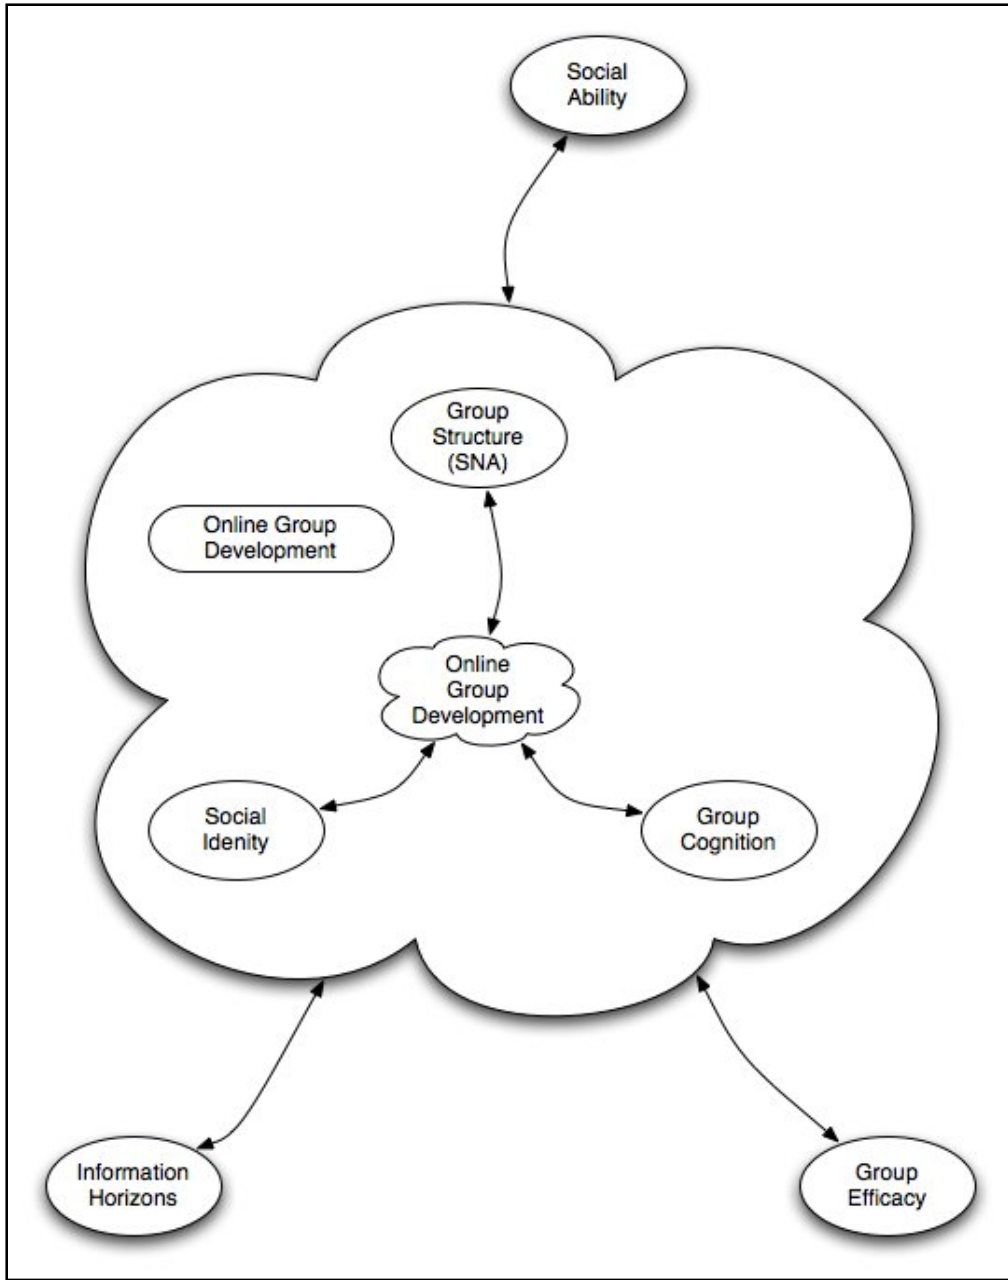 Social
Ability
Group
Structure
(SNA)
Online Group
Development
Online
Group
Development
Social
Idenity
Group
Cognition
Information
Horizons
Group
Efficacy